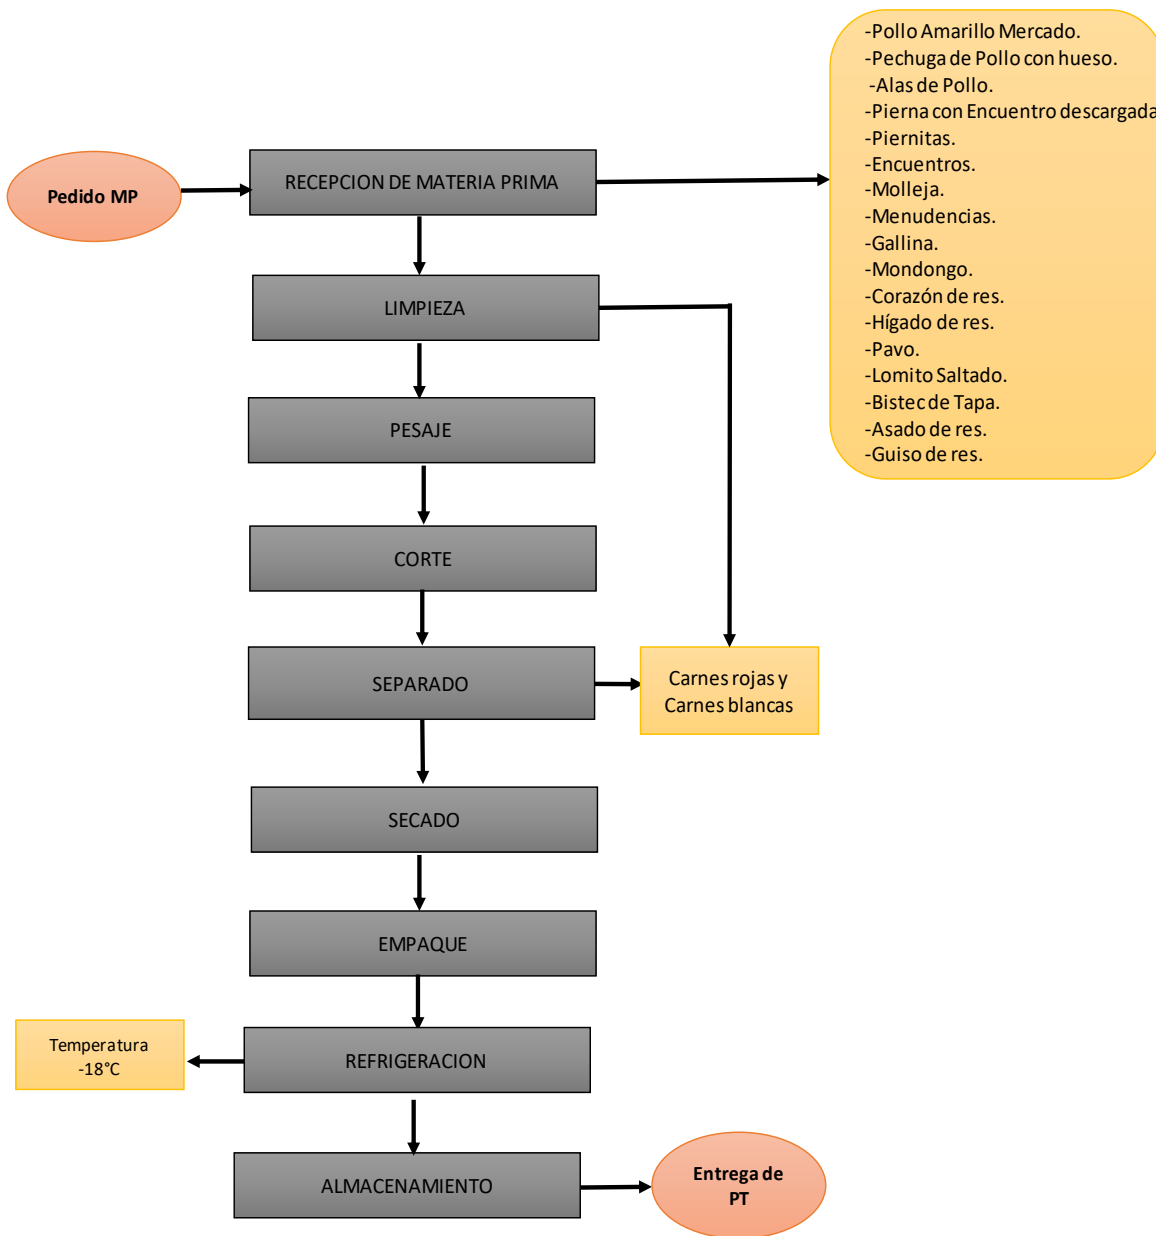 -Pollo Amarillo Mercado.
-Pechuga de Pollo con hueso.
-Alas de Pollo.
-Pierna con Encuentro descargada
-Piernitas.
-Encuentros.
-Molleja.
-Menudencias.
-Gallina.
-Mondongo.
-Corazón de res.
-Hígado de res.
-Pavo.
-Lomito Saltado.
-Bistec de Tapa.
-Asado de res.
-Guiso de res.
Pedido MP
RECEPCION DE MATERIA PRIMA
LIMPIEZA
PESAJE
CORTE
SEPARADO
Carnes rojas y
Carnes blancas
SECADO
EMPAQUE
Temperatura
-18°C
REFRIGERACION
ALMACENAMIENTO
Entrega de
PT